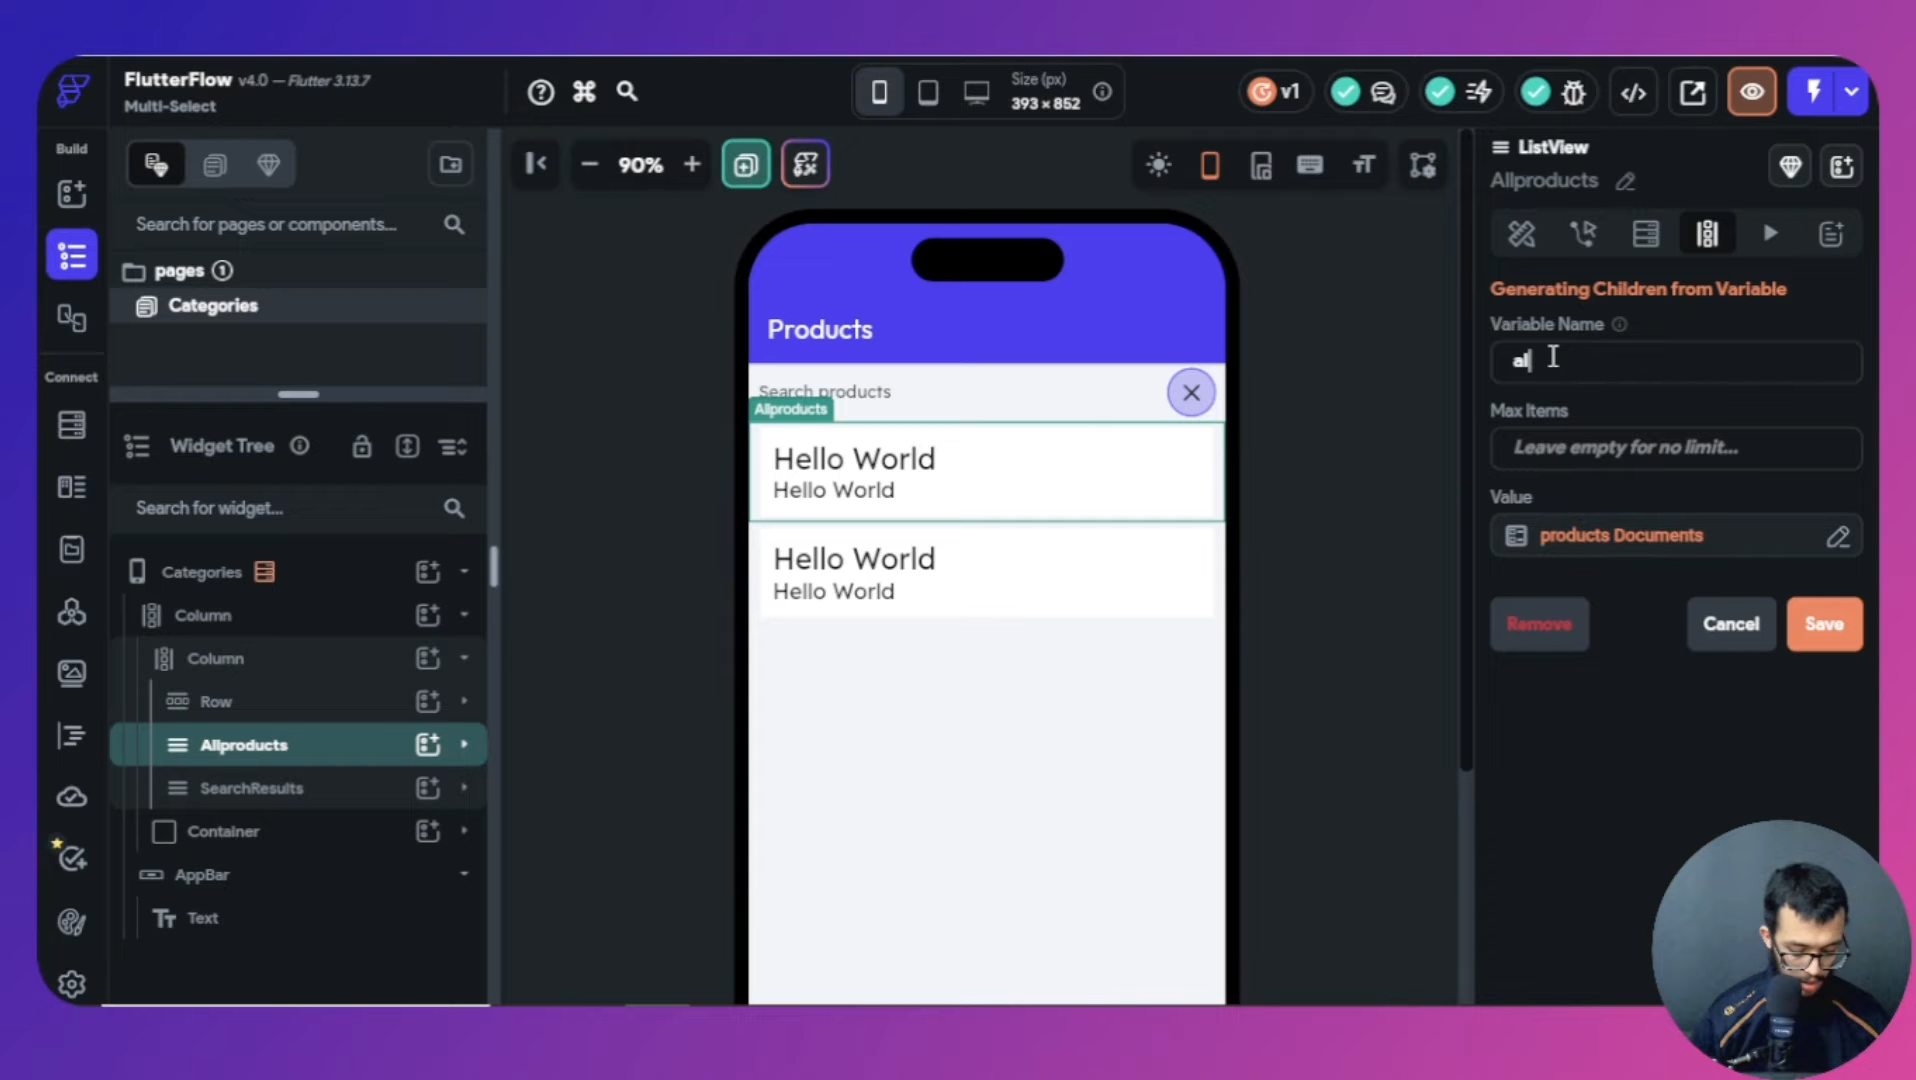 FlutterFlow v4.0 — Flutter 3.13.7
Multi-Select
Size (px)
393 × 852
v1
Build
Connect
Search for pages or components...
pages 1
Categories
Widget Tree
Search for widget...
Categories
Column
Column
Row
Allproducts
SearchResults
Container
AppBar
Tт Text
90%
Products
Search products
Allproducts
Hello World
Hello World
Hello World
Hello World
ListView
Allproducts
Generating Children from Variable
Variable Name
al
Max Items
Leave empty for no limit...
Value
products Documents
Remove
Cancel
Save